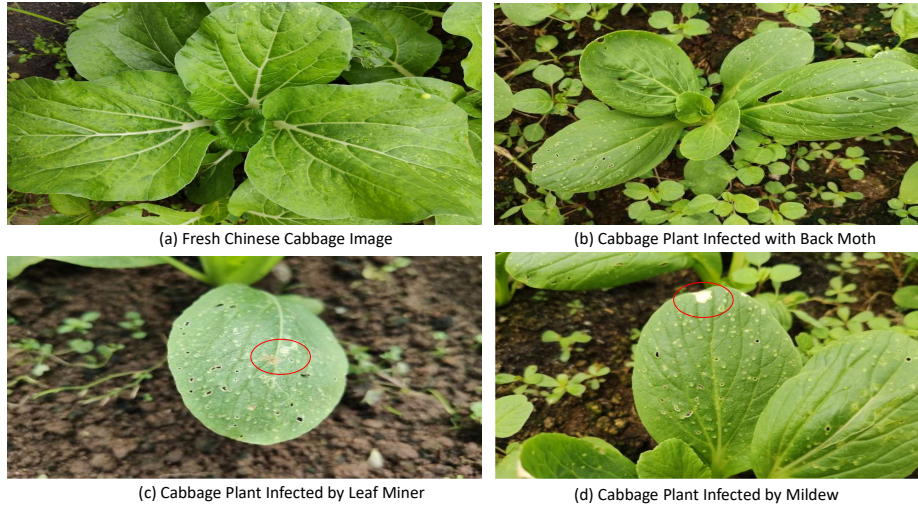 (a) Fresh Chinese Cabbage Image
(b) Cabbage Plant Infected with Back Moth
(c) Cabbage Plant Infected by Leaf Miner
(d) Cabbage Plant Infected by Mildew